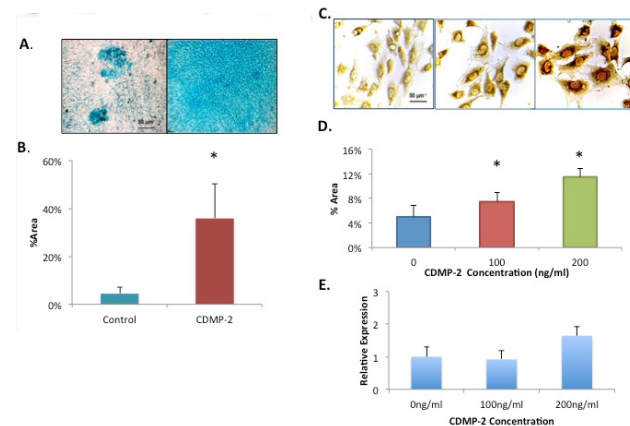 A.
50 µm
B.
*
60%
40%
20%
0%
%Area
Control CDMP-2
C.
50 µm
D.
16%
12%
8%
4%
0%
% Area
* *
0 100 200
CDMP-2 Concentration (ng/ml)
E.
3
2
1
0
Relative Expression
0ng/ml 100ng/ml 200ng/ml
CDMP-2 Concentration